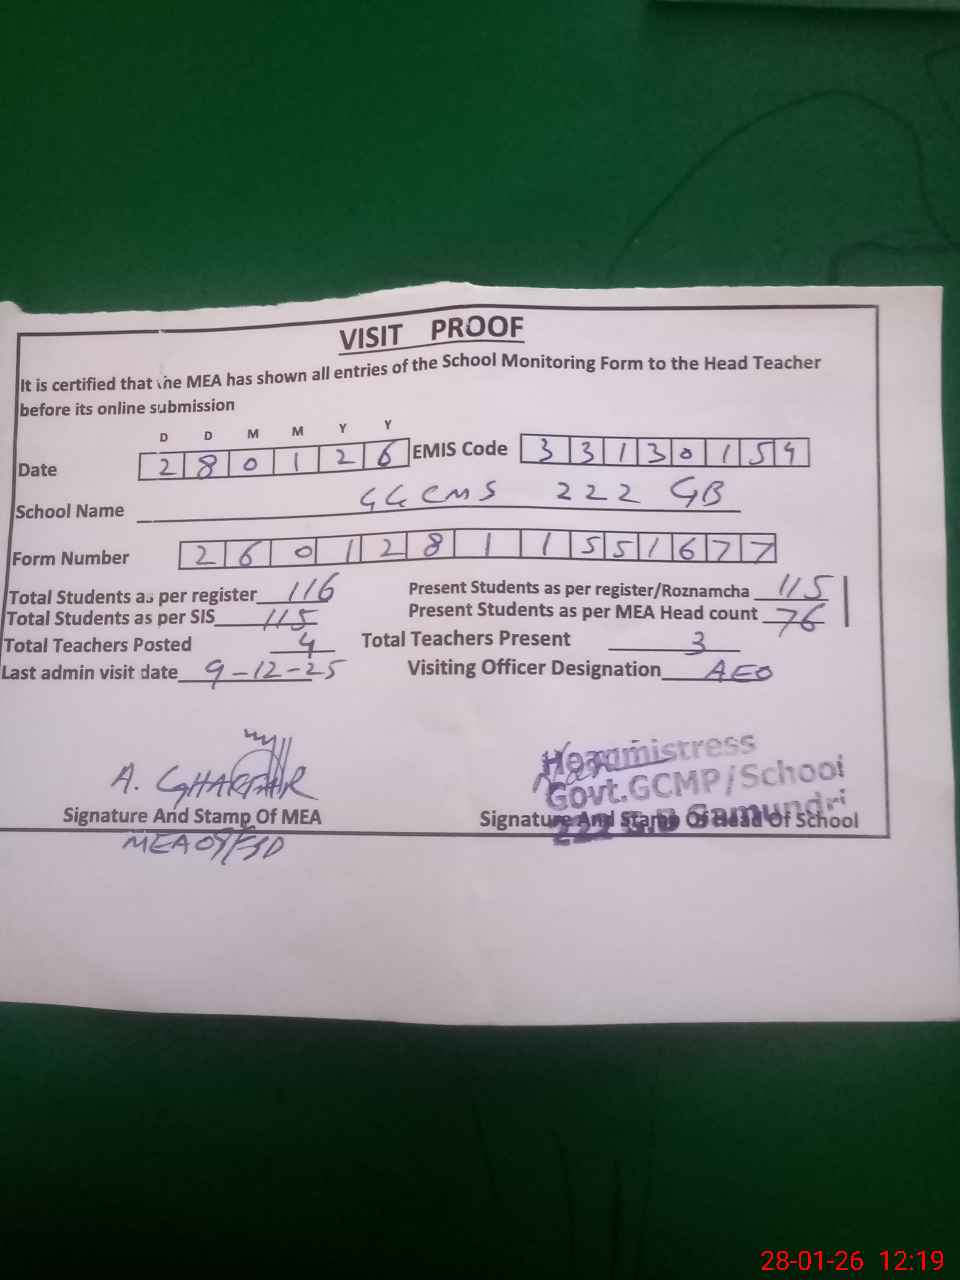 VISIT PROOF
It is certified that the MEA has shown all entries of the School Monitoring Form to the Head Teacher
before its online submission
D D M M Y Y
Date 2 8 0 1 2 6 EMIS Code 3 3 1 3 0 1 5 4
School Name GGCMS 222 GB
Form Number 2 6 0 1 2 8 1 1 5 5 1 6 7 7
Total Students as per register 116 Present Students as per register/Roznamcha 115
Total Students as per SIS 115 Present Students as per MEA Head count 76
Total Teachers Posted 4 Total Teachers Present 3
Last admin visit date 9-12-25 Visiting Officer Designation AEO
A. GHAFFAR
Signature And Stamp Of MEA
Headmistress
Govt.GCMP/School
222 Samundri
Signature And Stamp Of Head Of School
28-01-26 12:19